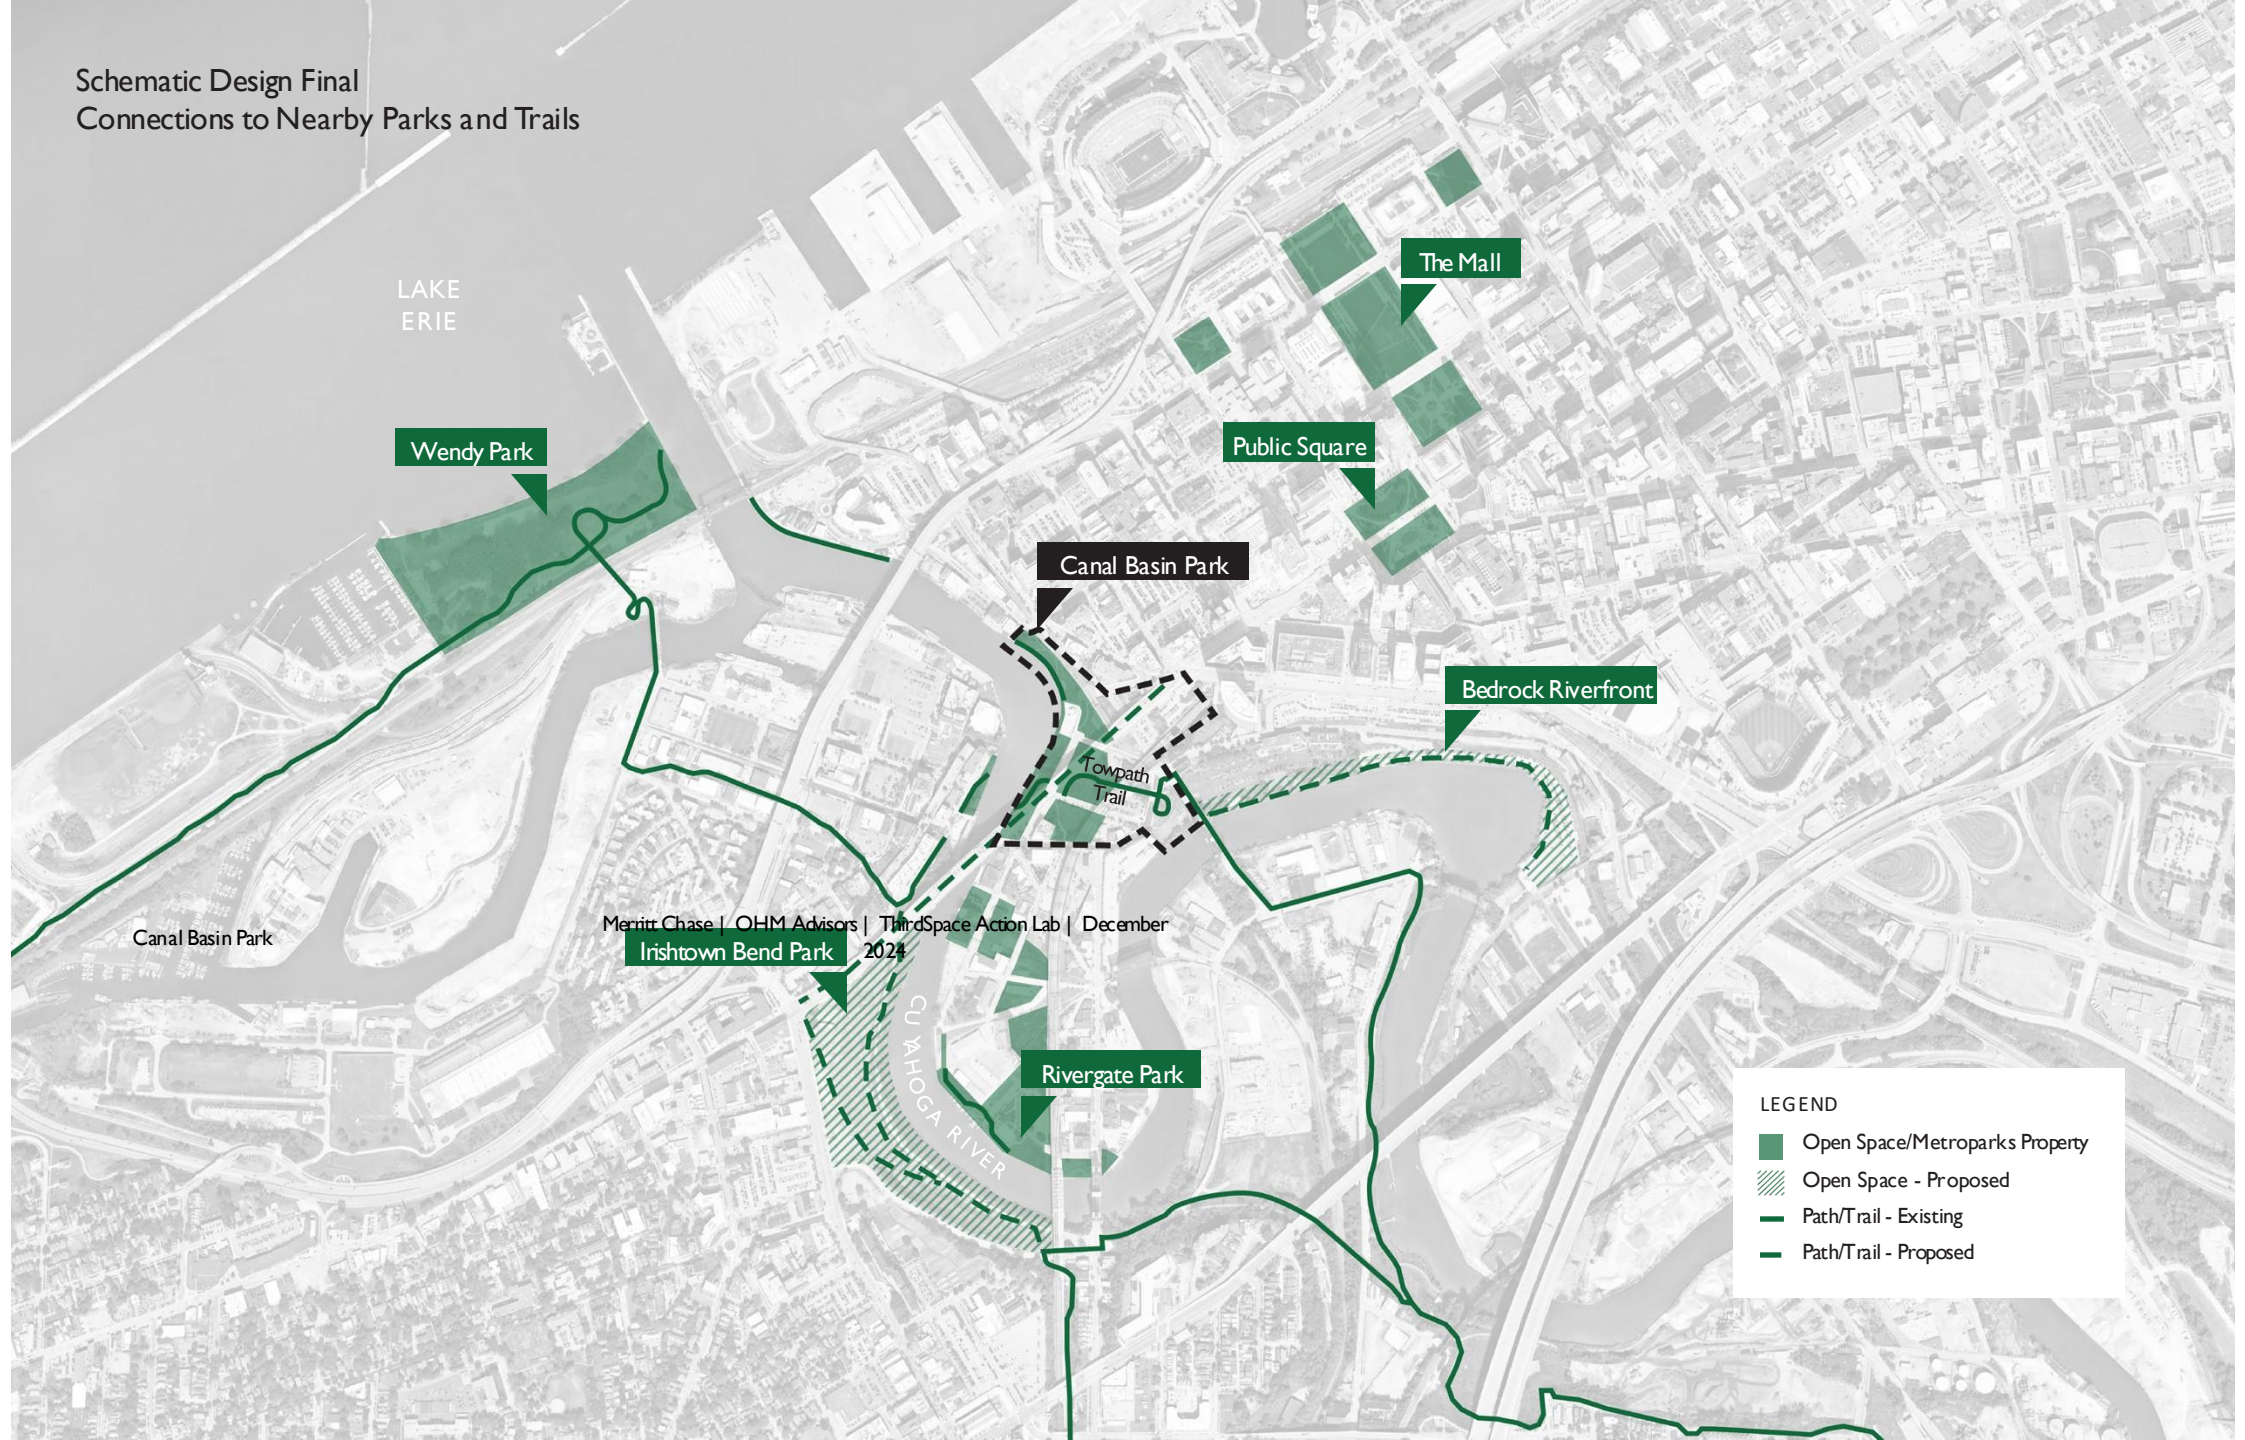 Schematic Design Final
Connections to Nearby Parks and Trails
LAKE
ERIE
The Mall
Wendy Park
Public Square
Canal Basin Park
Bedrock Riverfront
Towpath
Trail
Merritt Chase | OHM Advisors | ThirdSpace Action Lab | December
2024
Canal Basin Park
Irishtown Bend Park
CUYAHOGA RIVER
Rivergate Park
LEGEND
Open Space/Metroparks Property
Open Space - Proposed
Path/Trail - Existing
Path/Trail - Proposed